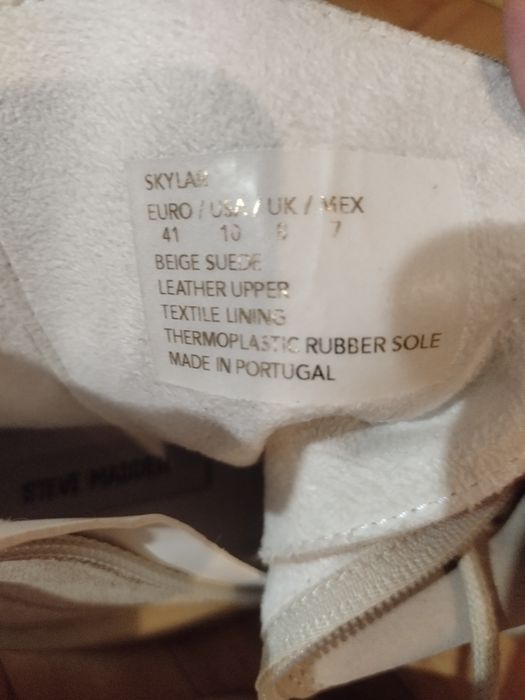 SKYLAR
EURO / USA / UK / MEX
41 10 8 7
BEIGE SUEDE
LEATHER UPPER
TEXTILE LINING
THERMOPLASTIC RUBBER SOLE
MADE IN PORTUGAL
STEVE MADDEN